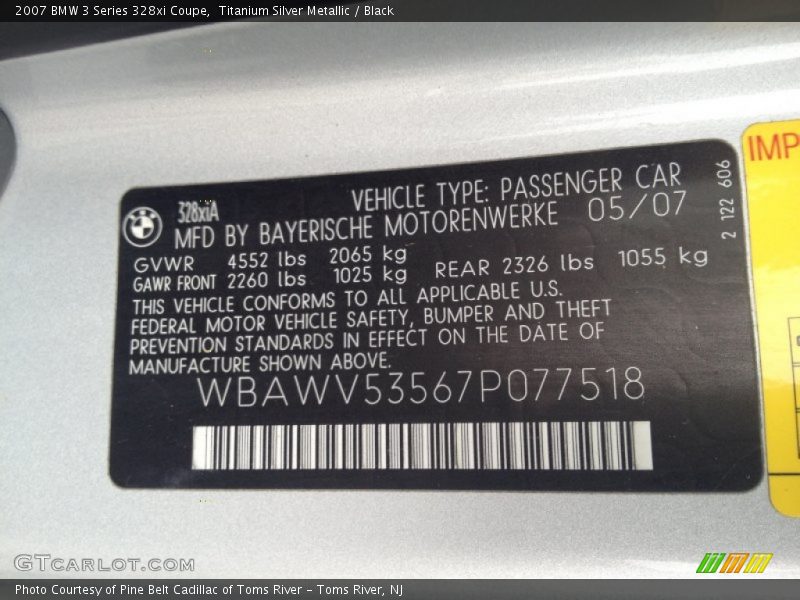 2007 BMW 3 Series 328xi Coupe,  Titanium Silver Metallic / Black
IMP
328xiA
VEHICLE TYPE: PASSENGER CAR
MFD BY BAYERISCHE MOTORENWERKE 05/07
2 122 606
GVWR 4552 lbs 2065 kg
GAWR FRONT 2260 lbs 1025 kg REAR 2326 lbs 1055 kg
THIS VEHICLE CONFORMS TO ALL APPLICABLE U.S.
FEDERAL MOTOR VEHICLE SAFETY, BUMPER AND THEFT
PREVENTION STANDARDS IN EFFECT ON THE DATE OF
MANUFACTURE SHOWN ABOVE.
WBAWV53567P077518
GTCARLOT.COM
Photo Courtesy of Pine Belt Cadillac of Toms River – Toms River, NJ